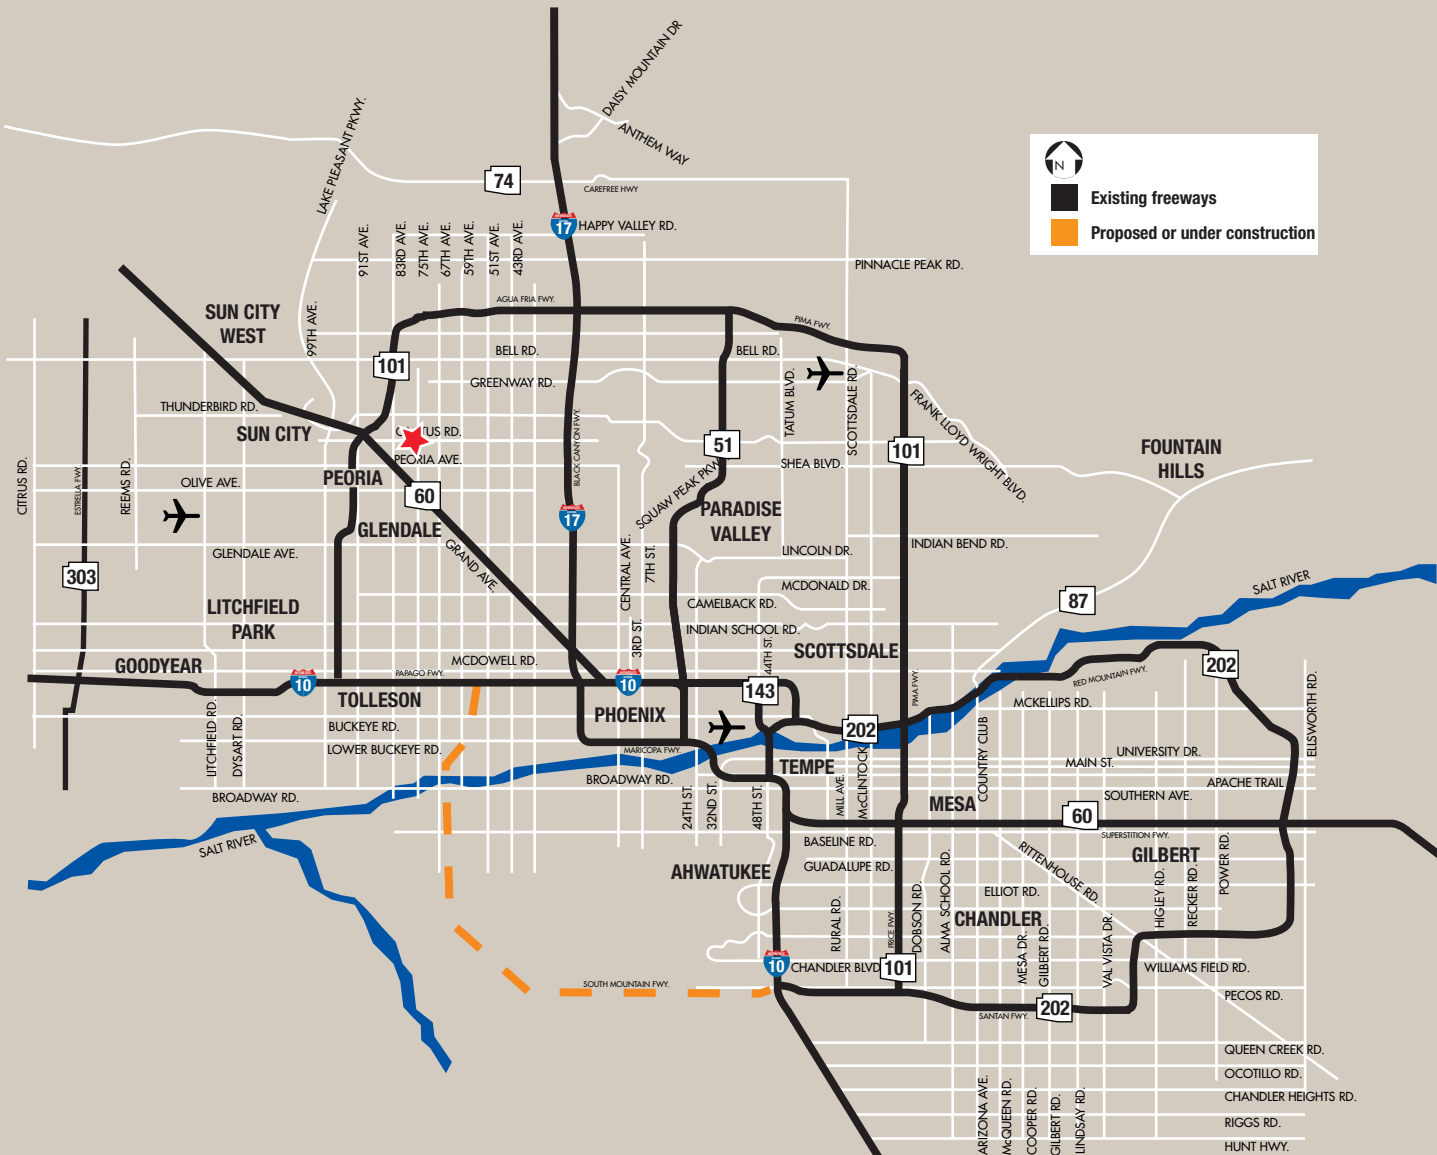 DAISY MOUNTAIN DR
ANTHEM WAY
LAKE PLEASANT PKWY.
74
CAREFREE HWY
N
Existing freeways
Proposed or under construction
17
HAPPY VALLEY RD.
91ST AVE.
83RD AVE.
75TH AVE.
67TH AVE.
59TH AVE.
51ST AVE.
43RD AVE.
PINNACLE PEAK RD.
AGUA FRIA FWY.
PIMA FWY.
SUN CITY
WEST
99TH AVE.
101
BELL RD.
BELL RD.
GREENWAY RD.
TATUM BLVD.
SCOTTSDALE RD.
FRANK LLOYD WRIGHT BLVD.
THUNDERBIRD RD.
SUN CITY
TUS RD.
PEORIA AVE.
BLACK CANYON FWY.
51
101
FOUNTAIN
HILLS
SHEA BLVD.
SQUAW PEAK PKWY.
CITRUS RD.
ESTRELLA FWY.
REEMS RD.
OLIVE AVE.
PEORIA
60
GLENDALE
17
PARADISE
VALLEY
GRAND AVE.
GLENDALE AVE.
LINCOLN DR.
INDIAN BEND RD.
303
CENTRAL AVE.
7TH ST.
3RD ST.
MCDONALD DR.
CAMELBACK RD.
87
SALT RIVER
LITCHFIELD
PARK
INDIAN SCHOOL RD.
44TH ST.
SCOTTSDALE
GOODYEAR
MCDOWELL RD.
PAPAGO FWY.
10
10
143
PIMA FWY.
RED MOUNTAIN FWY.
202
TOLLESON
PHOENIX
MCKELLIPS RD.
ELLSWORTH RD.
LITCHFIELD RD.
DYSART RD.
BUCKEYE RD.
202
LOWER BUCKEYE RD.
MARICOPA FWY.
COUNTRY CLUB
UNIVERSITY DR.
MAIN ST.
TEMPE
BROADWAY RD.
APACHE TRAIL
BROADWAY RD.
24TH ST.
32ND ST.
48TH ST.
MILL AVE.
McCLINTOCK
MESA
SOUTHERN AVE.
60
SUPERSTITION FWY.
SALT RIVER
BASELINE RD.
GUADALUPE RD.
GILBERT
AHWATUKEE
RITTENHOUSE RD.
ELLIOT RD.
POWER RD.
HIGLEY RD.
RECKER RD.
RURAL RD.
PRICE FWY.
DOBSON RD.
ALMA SCHOOL RD.
CHANDLER
MESA DR.
GILBERT RD.
VAL VISTA DR.
10
CHANDLER BLVD
101
WILLIAMS FIELD RD.
SOUTH MOUNTAIN FWY.
PECOS RD.
SANTAN FWY.
202
QUEEN CREEK RD.
OCOTILLO RD.
CHANDLER HEIGHTS RD.
RIGGS RD.
HUNT HWY.
ARIZONA AVE.
McQUEEN RD.
COOPER RD.
GILBERT RD.
LINDSAY RD.